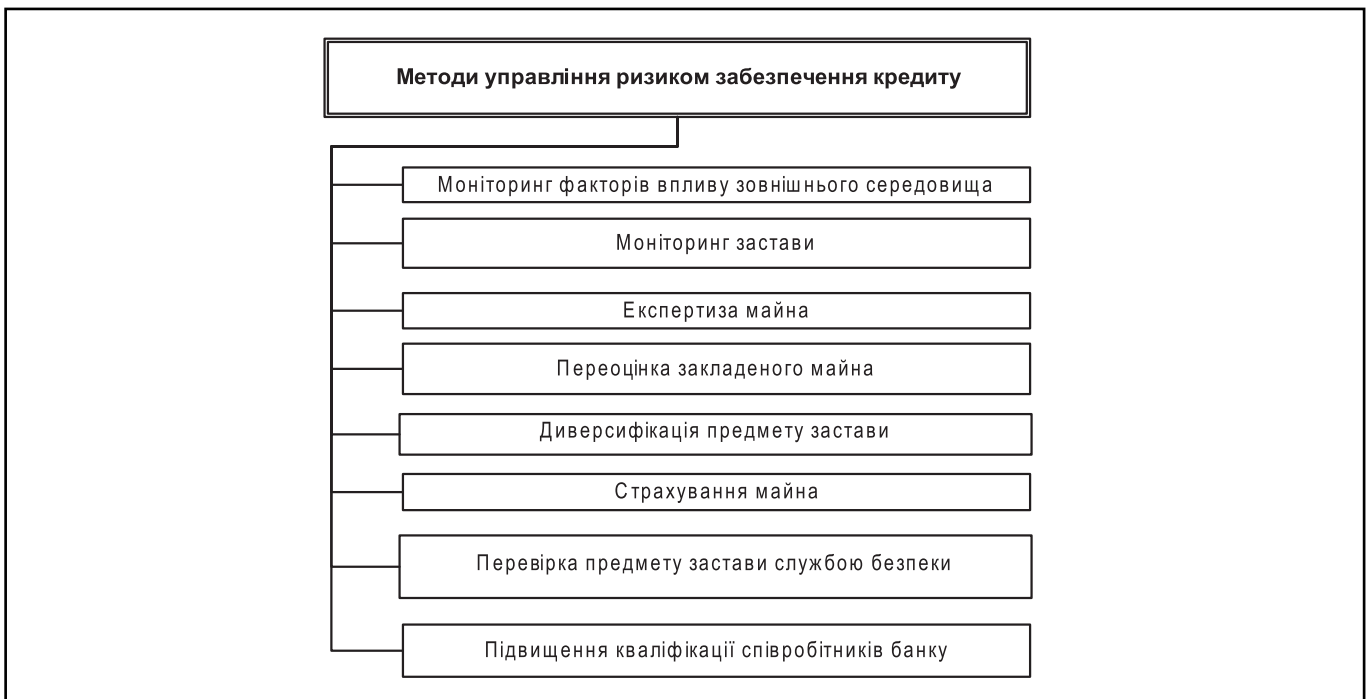 Методи управління ризиком забезпечення кредиту
Моніторинг факторів впливу зовнішнього середовища
Моніторинг застави
Експертиза майна
Переоцінка закладеного майна
Диверсифікація предмету застави
Страхування майна
Перевірка предмету застави службою безпеки
Підвищення кваліфікації співробітників банку